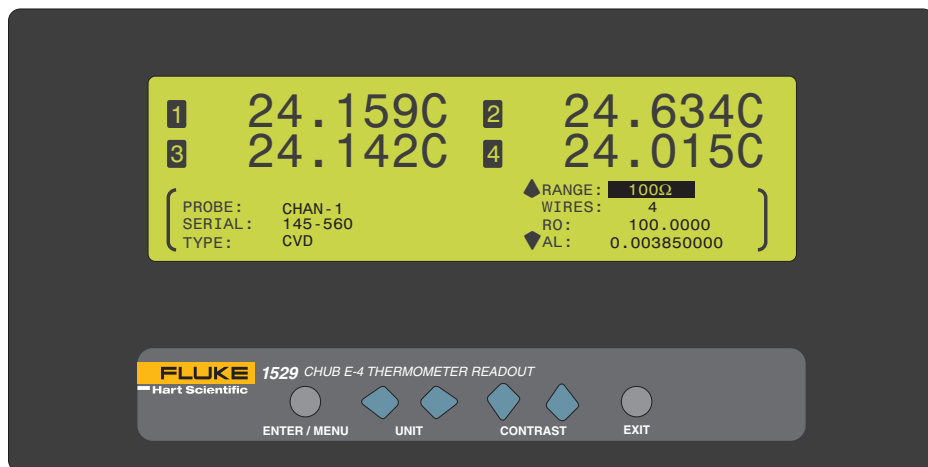 1 24.159C 2 24.634C
3 24.142C 4 24.015C
PROBE: CHAN-1
SERIAL: 145-560
TYPE: CVD
RANGE: 100Ω
WIRES: 4
RO: 100.0000
AL: 0.003850000
FLUKE
Hart Scientific
1529 CHUB E-4 THERMOMETER READOUT
ENTER / MENU UNIT CONTRAST EXIT